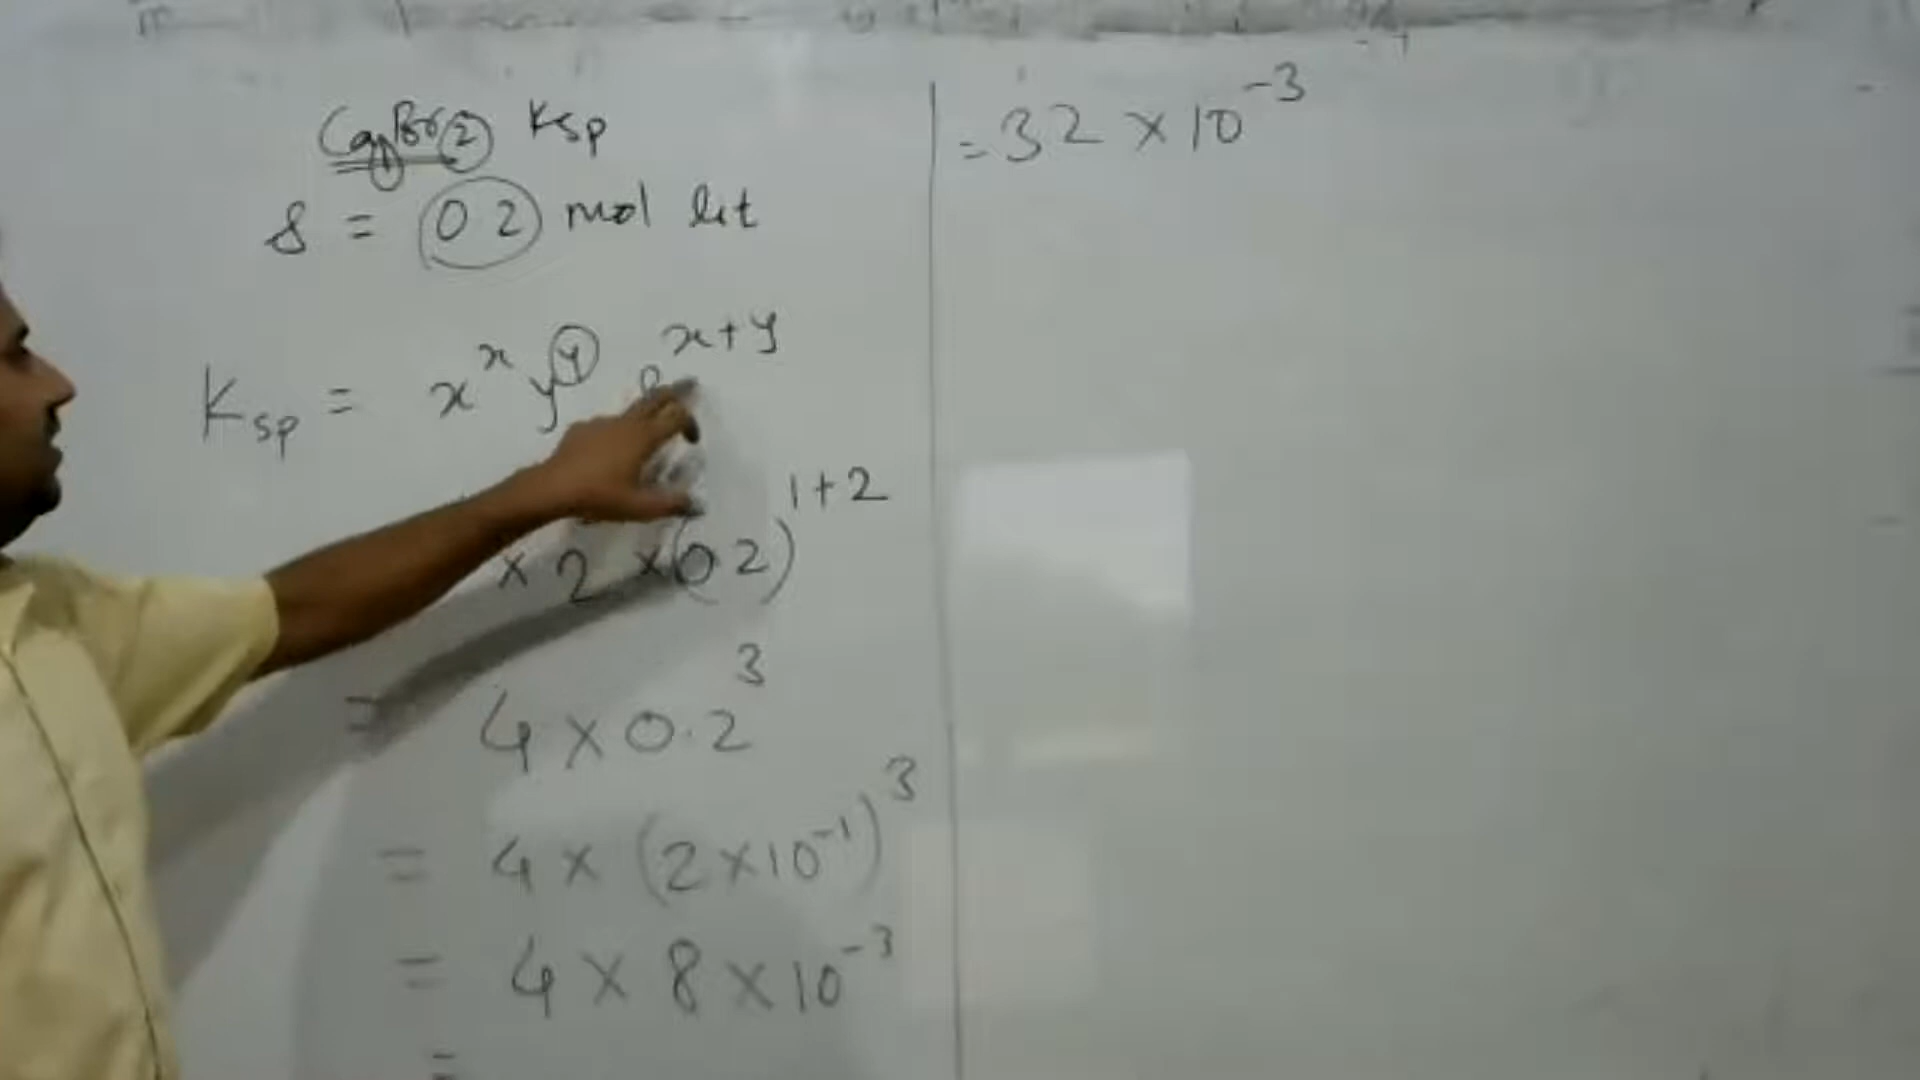 CaBr2 Ksp
s = 0.2 mol lit
Ksp = x^x y^y s^x+y
× 2 × (0.2)^1+2
= 4 × 0.2^3
= 4 × (2×10^-1)^3
= 4 × 8 × 10^-3
=
= 32 × 10^-3